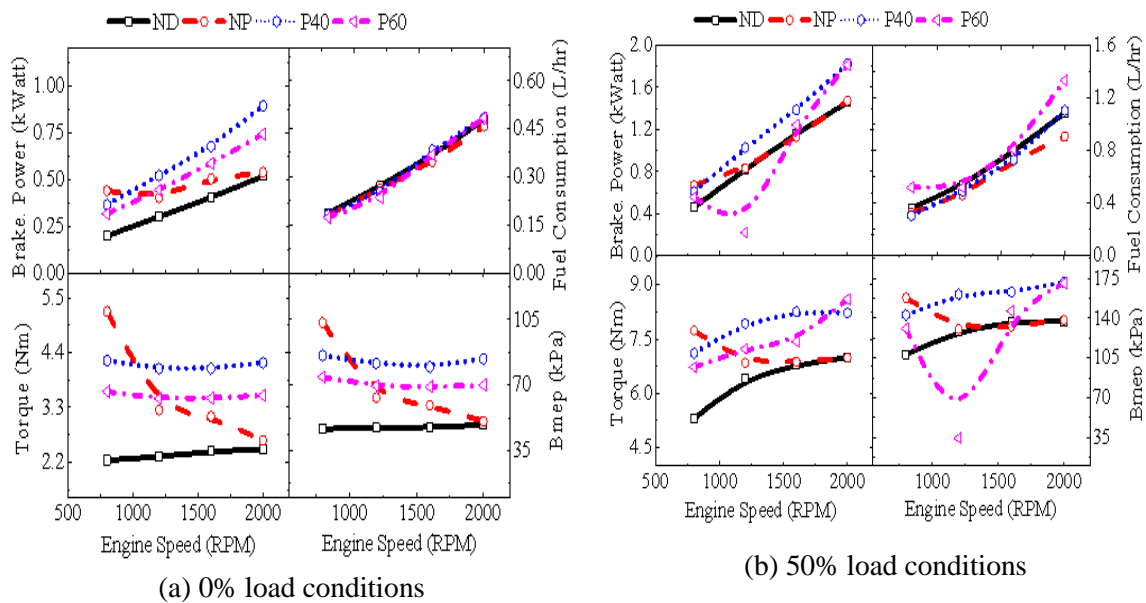 ND NP P40 P60
Brake. Power (kWatt)
1.00
0.75
0.50
0.25
0.00
0.60
0.45
0.30
0.15
0.00
Fuel Consumption (L/hr)
Torque (Nm)
5.5
4.4
3.3
2.2
105
70
35
Bmep (kPa)
500 1000 1500 2000 1000 1500 2000
Engine Speed (RPM) Engine Speed (RPM)
(a) 0% load conditions
ND NP P40 P60
Brake. Power (kWatt)
2.0
1.6
1.2
0.8
0.4
0.0
1.6
1.2
0.8
0.4
0.0
Fuel Consumption (L/hr)
Torque (Nm)
9.0
7.5
6.0
4.5
175
140
105
70
35
Bmep (kPa)
500 1000 1500 2000 1000 1500 2000
Engine Speed (RPM) Engine Speed (RPM)
(b) 50% load conditions